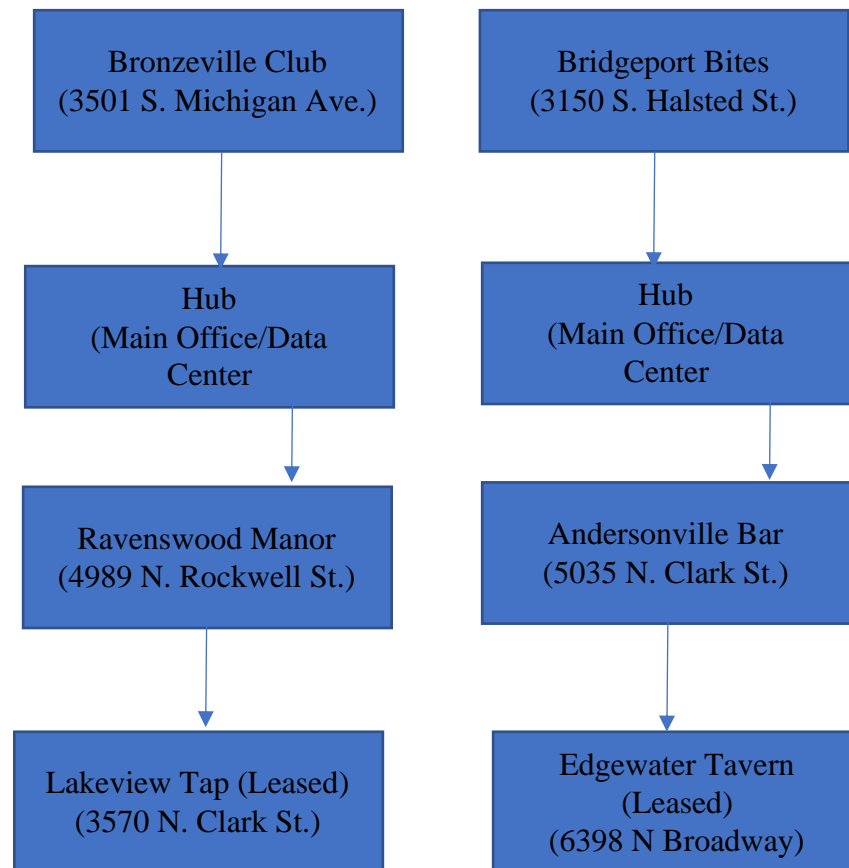 Bronzeville Club
(3501 S. Michigan Ave.)
Bridgeport Bites
(3150 S. Halsted St.)
Hub
(Main Office/Data
Center
Hub
(Main Office/Data
Center
Ravenswood Manor
(4989 N. Rockwell St.)
Andersonville Bar
(5035 N. Clark St.)
Lakeview Tap (Leased)
(3570 N. Clark St.)
Edgewater Tavern
(Leased)
(6398 N Broadway)